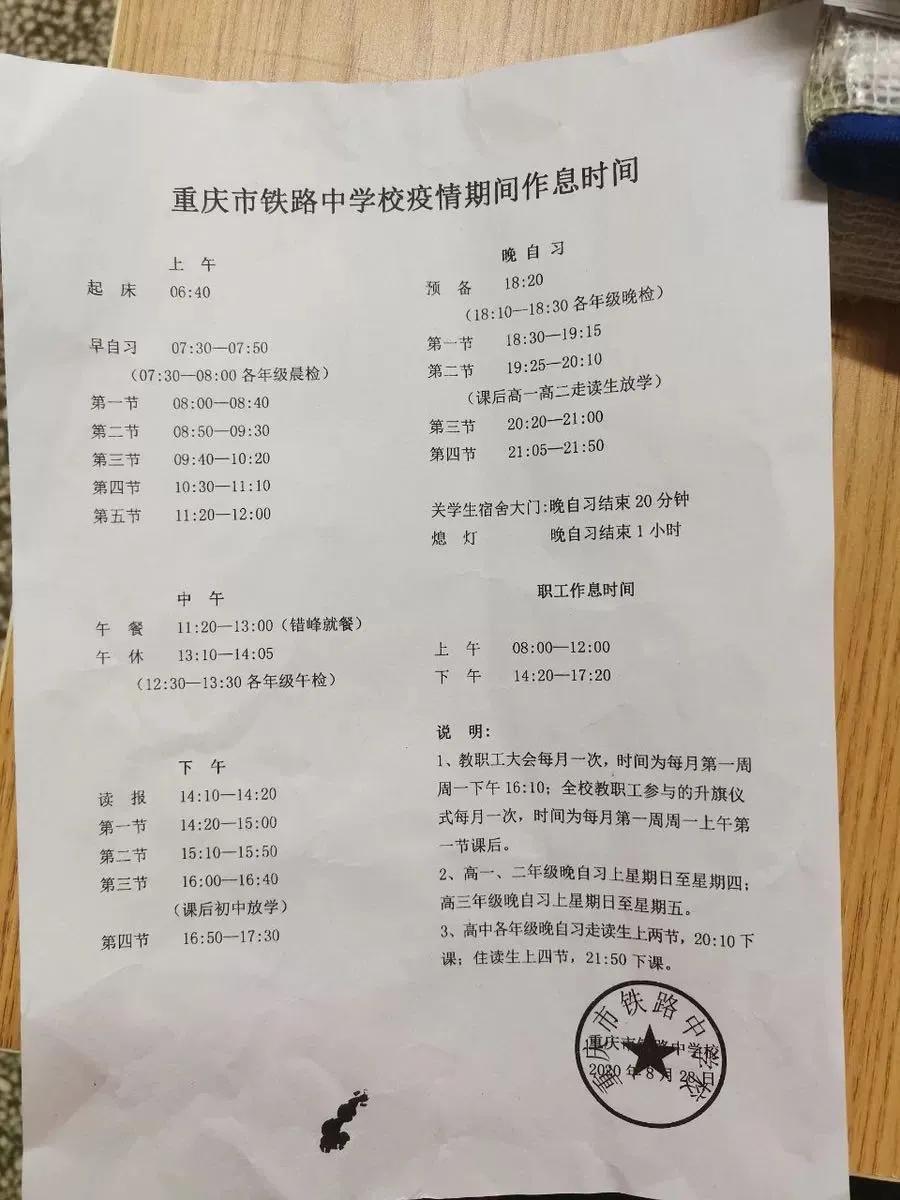 重庆市铁路中学校疫情期间作息时间
上 午
起 床 06:40
早自习 07:30—07:50
（07:30—08:00 各年级晨检）
第一节 08:00—08:40
第二节 08:50—09:30
第三节 09:40—10:20
第四节 10:30—11:10
第五节 11:20—12:00
中 午
午 餐 11:20—13:00（错峰就餐）
午 休 13:10—14:05
（12:30—13:30 各年级午检）
下 午
读 报 14:10—14:20
第一节 14:20—15:00
第二节 15:10—15:50
第三节 16:00—16:40
（课后初中放学）
第四节 16:50—17:30
晚 自 习
预 备 18:20
（18:10—18:30 各年级晚检）
第一节 18:30—19:15
第二节 19:25—20:10
（课后高一高二走读生放学）
第三节 20:20—21:00
第四节 21:05—21:50
关学生宿舍大门:晚自习结束 20 分钟
熄 灯 晚自习结束 1 小时
职工作息时间
上 午 08:00—12:00
下 午 14:20—17:20
说 明：
1、教职工大会每月一次，时间为每月第一周
周一下午 16:10；全校教职工参与的升旗仪
式每月一次，时间为每月第一周周一上午第
一节课后。
2、高一、二年级晚自习上星期日至星期四；
高三年级晚自习上星期日至星期五。
3、高中各年级晚自习走读生上两节，20:10 下
课；住读生上四节，21:50 下课。
重庆市铁路中学校
重庆市铁路中学校
2020 年 8 月 28 日